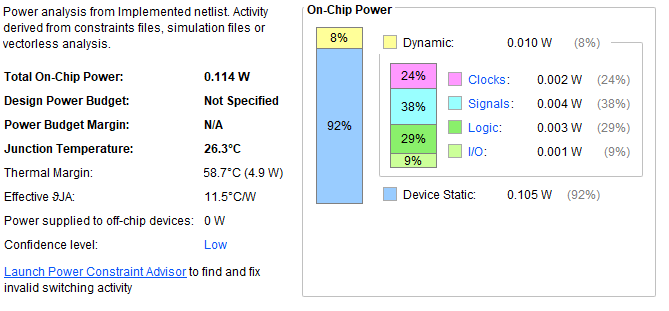 Power analysis from Implemented netlist. Activity
derived from constraints files, simulation files or
vectorless analysis.
Total On-Chip Power: 0.114 W
Design Power Budget: Not Specified
Power Budget Margin: N/A
Junction Temperature: 26.3°C
Thermal Margin: 58.7°C (4.9 W)
Effective ϑJA: 11.5°C/W
Power supplied to off-chip devices: 0 W
Confidence level: Low
Launch Power Constraint Advisor to find and fix
invalid switching activity
On-Chip Power
8%
92%
Dynamic: 0.010 W (8%)
24% Clocks: 0.002 W (24%)
38% Signals: 0.004 W (38%)
29% Logic: 0.003 W (29%)
9% I/O: 0.001 W (9%)
Device Static: 0.105 W (92%)